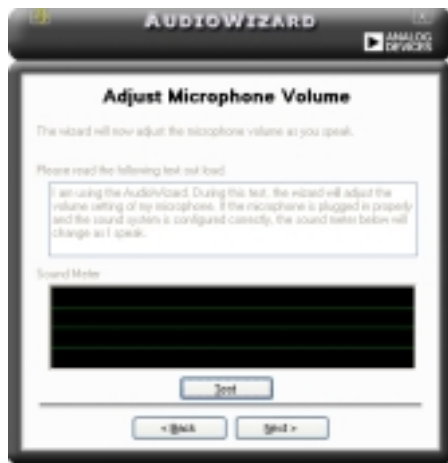 AUDIOWIZARD
ANALOG
DEVICES
Adjust Microphone Volume
The wizard will now adjust the microphone volume as you speak.
Please read the following text out loud.
I am using the AudioWizard. During this test, the wizard will adjust the
volume setting of my microphone. If the microphone is plugged in properly
and the sound system is configured correctly, the sound meter below will
change as I speak.
Sound Meter
Test
< Back
Next >